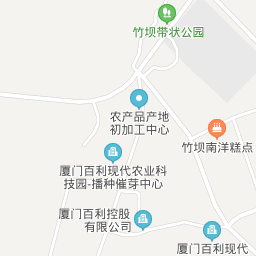 竹坝带状公园
农产品产地
初加工中心
竹坝南洋糕点
厦门百利现代农业科
技园-播种催芽中心
厦门百利控股
有限公司
厦门百利现代